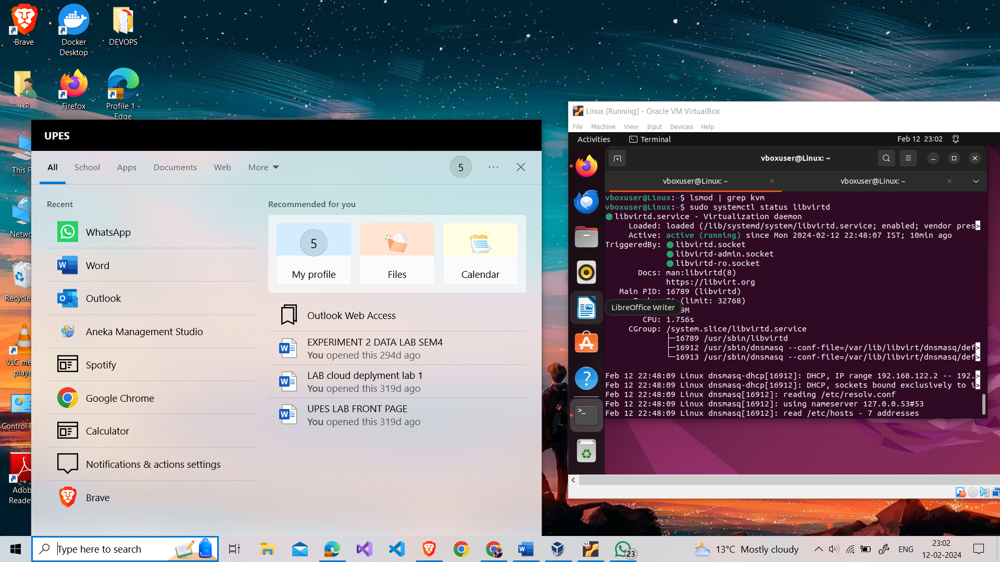 Brave
Docker Desktop
DEVOPS
HP
Firefox
Profile 1 - Edge
This P
Netwo
Recycle
VLC me
playe
Control P
Adob
Reade
UPES
All School Apps Documents Web More 5 ···
Recent
WhatsApp
Word
Outlook
Aneka Management Studio
Spotify
Google Chrome
Calculator
Notifications & actions settings
Brave
Recommended for you
5
My profile Files Calendar
Outlook Web Access
EXPERIMENT 2 DATA LAB SEM4
You opened this 294d ago
LAB cloud deplyment lab 1
You opened this 319d ago
UPES LAB FRONT PAGE
You opened this 319d ago
Linux [Running] - Oracle VM VirtualBox
File Machine View Input Devices Help
Activities Terminal Feb 12 23:02
vboxuser@Linux: ~
vboxuser@Linux: ~ vboxuser@Linux: ~
vboxuser@Linux:~$ lsmod | grep kvm
vboxuser@Linux:~$ sudo systemctl status libvirtd
libvirtd.service - Virtualization daemon
Loaded: loaded (/lib/systemd/system/libvirtd.service; enabled; vendor pres>
Active: active (running) since Mon 2024-02-12 22:48:07 IST; 10min ago
TriggeredBy: libvirtd.socket
libvirtd-admin.socket
libvirtd-ro.socket
Docs: man:libvirtd(8)
https://libvirt.org
Main PID: 16789 (libvirtd)
(limit: 32768)
LibreOffice Writer
9M
CPU: 1.756s
CGroup: /system.slice/libvirtd.service
├─16789 /usr/sbin/libvirtd
├─16912 /usr/sbin/dnsmasq --conf-file=/var/lib/libvirt/dnsmasq/def>
└─16913 /usr/sbin/dnsmasq --conf-file=/var/lib/libvirt/dnsmasq/def>
Feb 12 22:48:09 Linux dnsmasq-dhcp[16912]: DHCP, IP range 192.168.122.2 -- 192.>
Feb 12 22:48:09 Linux dnsmasq-dhcp[16912]: DHCP, sockets bound exclusively to i>
Feb 12 22:48:09 Linux dnsmasq[16912]: reading /etc/resolv.conf
Feb 12 22:48:09 Linux dnsmasq[16912]: using nameserver 127.0.0.53#53
Feb 12 22:48:09 Linux dnsmasq[16912]: read /etc/hosts - 7 addresses
Type here to search
64
23
13°C Mostly cloudy
ENG
23:02
12-02-2024